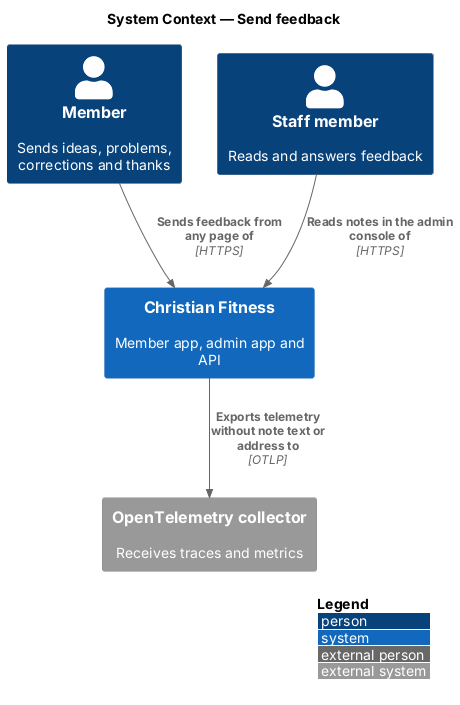 System Context — Send feedback
Member
Sends ideas, problems,
corrections and thanks
Staff member
Reads and answers feedback
Sends feedback from
any page of
[HTTPS]
Reads notes in the admin
console of
[HTTPS]
Christian Fitness
Member app, admin app and
API
Exports telemetry
without note text or
address to
[OTLP]
OpenTelemetry collector
Receives traces and metrics
Legend
person
system
external person
external system